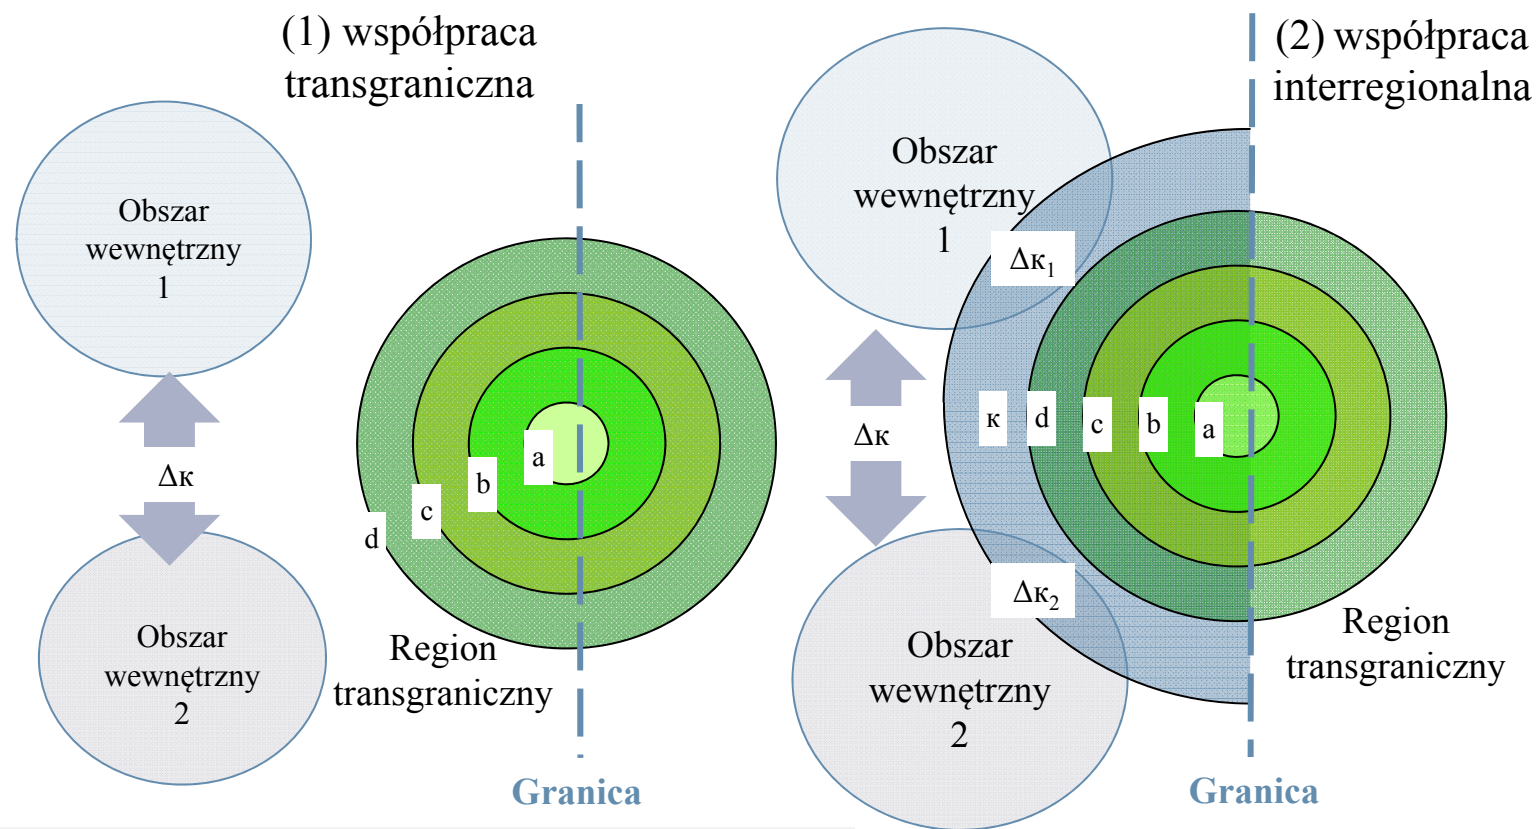 (1) współpraca
transgraniczna
Obszar
wewnętrzny
1
Δκ
Obszar
wewnętrzny
2
a
b
c
d
Region
transgraniczny
Granica
(2) współpraca
interregionalna
Obszar
wewnętrzny
1
Δκ₁
Δκ
κ
d
c
b
a
Δκ₂
Obszar
wewnętrzny
2
Region
transgraniczny
Granica